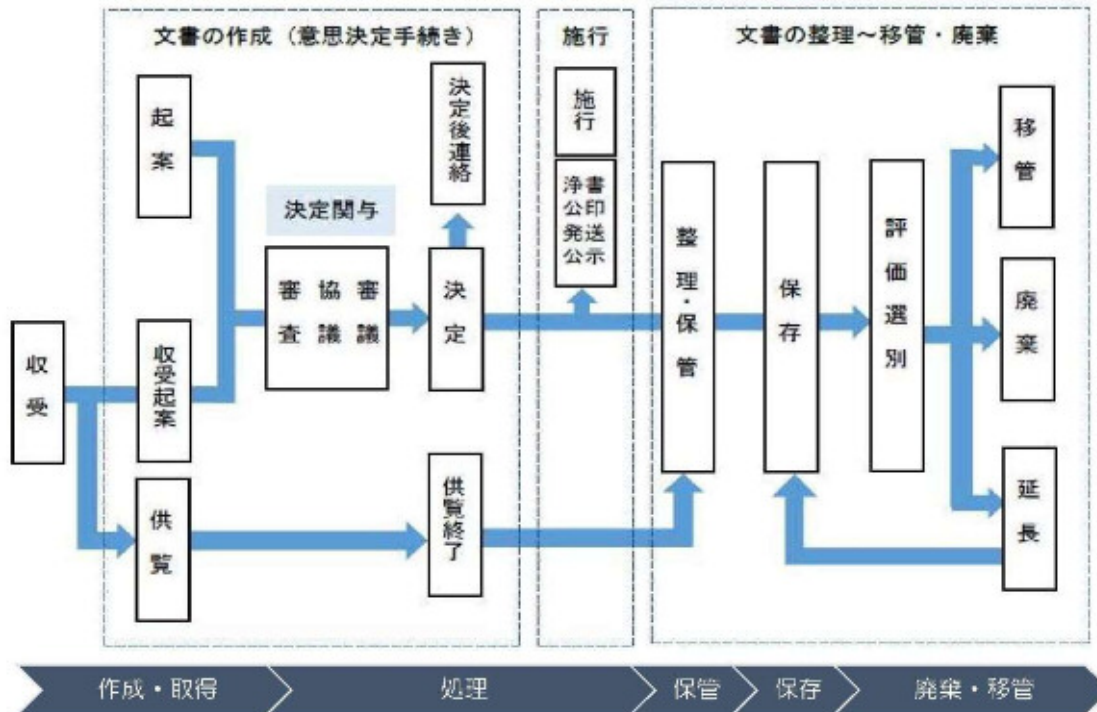 文書の作成（意思決定手続き）
施行
文書の整理～移管・廃棄
収受
起案
収受起案
供覧
決定関与
審査
協議
審議
決定
決定後連絡
供覧終了
施行
浄書
公印
発送
公示
整理・保管
保存
評価選別
移管
廃棄
延長
作成・取得
処理
保管
保存
廃棄・移管